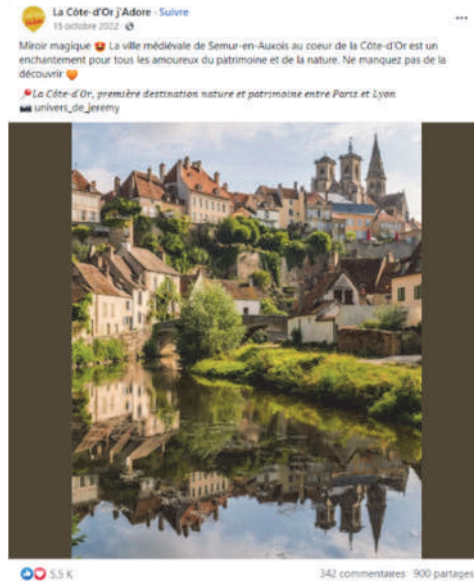 La Côte-d'Or j'Adore · Suivre
15 octobre 2022 ·
Miroir magique 🤩 La ville médiévale de Semur-en-Auxois au coeur de la Côte-d'Or est un
enchantement pour tous les amoureux du patrimoine et de la nature. Ne manquez pas de la
découvrir 🧡
📍La Côte-d'Or, première destination nature et patrimoine entre Paris et Lyon
📷 univers_de_jeremy
5,5 K
342 commentaires 900 partages